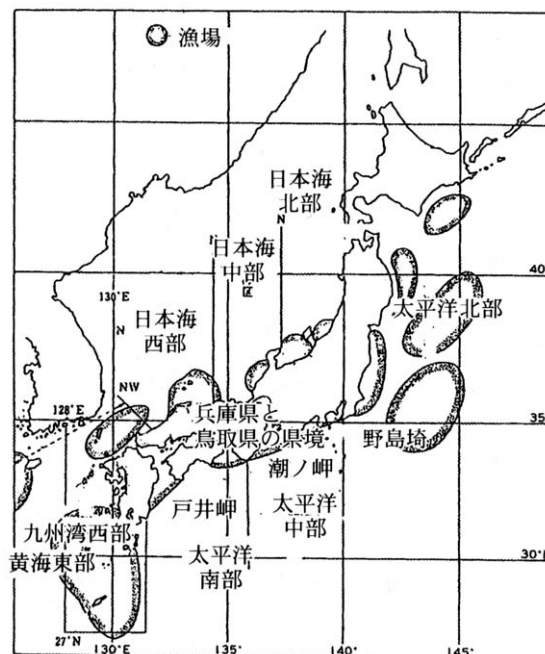 漁場
日本海
北部
N
日本海
中部
区
40
130°E
日本海
西部
N
太平洋北部
NW
128°E
兵庫県と
鳥取県の県境
35
野島埼
潮ノ岬
戸井岬
太平洋
中部
九州湾西部
黄海東部
太平洋
南部
30°N
27°N
130°E
135°
140°
145°